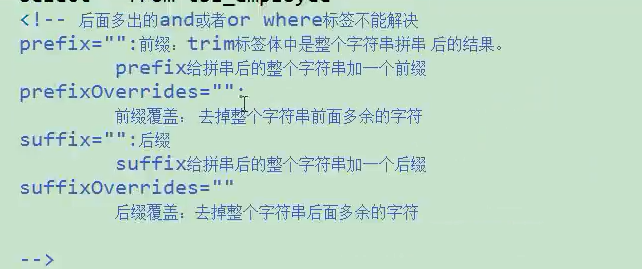 <!-- 后面多出的and或者or where标签不能解决
prefix="":前缀：trim标签体中是整个字符串拼串 后的结果。
prefix给拼串后的整个字符串加一个前缀
prefixOverrides="":
前缀覆盖： 去掉整个字符串前面多余的字符
suffix="":后缀
suffix给拼串后的整个字符串加一个后缀
suffixOverrides=""
后缀覆盖：去掉整个字符串后面多余的字符
-->